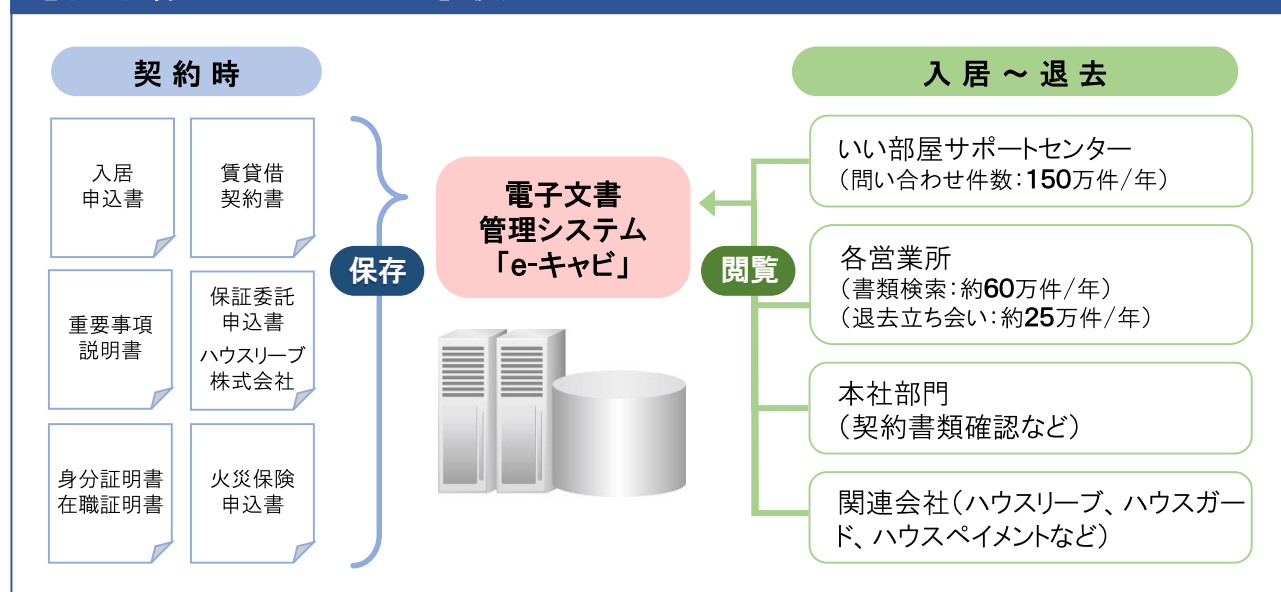 契約時
入居
申込書
賃貸借
契約書
重要事項
説明書
保証委託
申込書
ハウスリーブ
株式会社
身分証明書
在職証明書
火災保険
申込書
保存
電子文書
管理システム
「e-キャビ」
閲覧
入居～退去
いい部屋サポートセンター
（問い合わせ件数：150万件/年）
各営業所
（書類検索：約60万件/年）
（退去立ち会い：約25万件/年）
本社部門
（契約書類確認など）
関連会社（ハウスリーブ、ハウスガー
ド、ハウスペイメントなど）